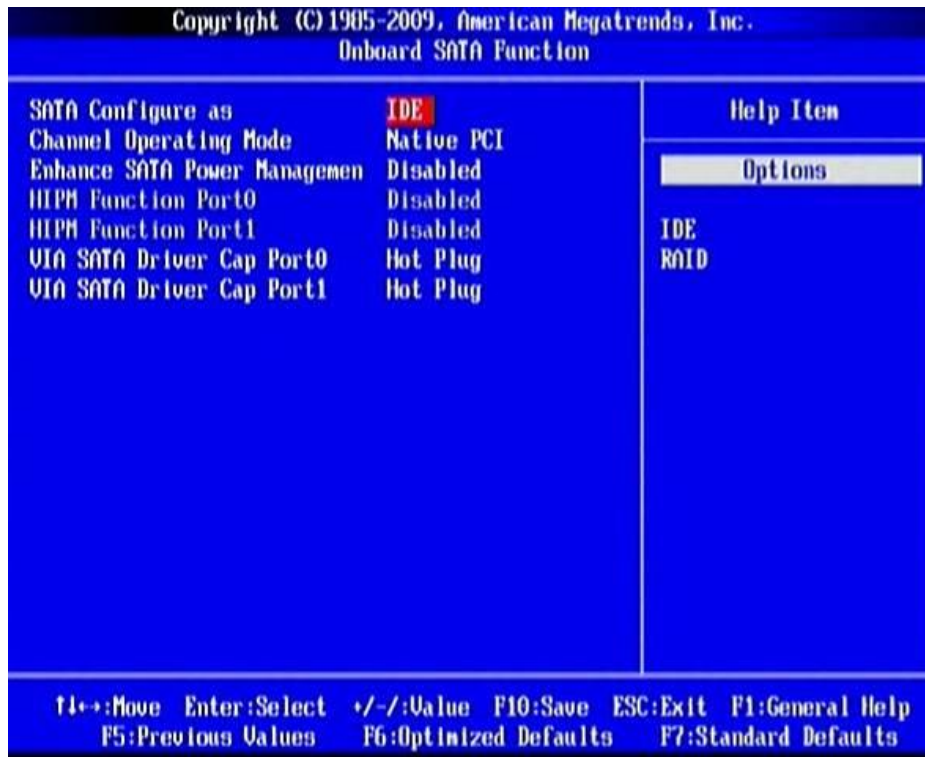 Copyright (C)1985-2009, American Megatrends, Inc.
Onboard SATA Function
SATA Configure as IDE
Channel Operating Mode Native PCI
Enhance SATA Power Managemen Disabled
HIPM Function Port0 Disabled
HIPM Function Port1 Disabled
VIA SATA Driver Cap Port0 Hot Plug
VIA SATA Driver Cap Port1 Hot Plug
Help Item
Options
IDE
RAID
↑↓←→:Move Enter:Select +/-/:Value F10:Save ESC:Exit F1:General Help
F5:Previous Values F6:Optimized Defaults F7:Standard Defaults